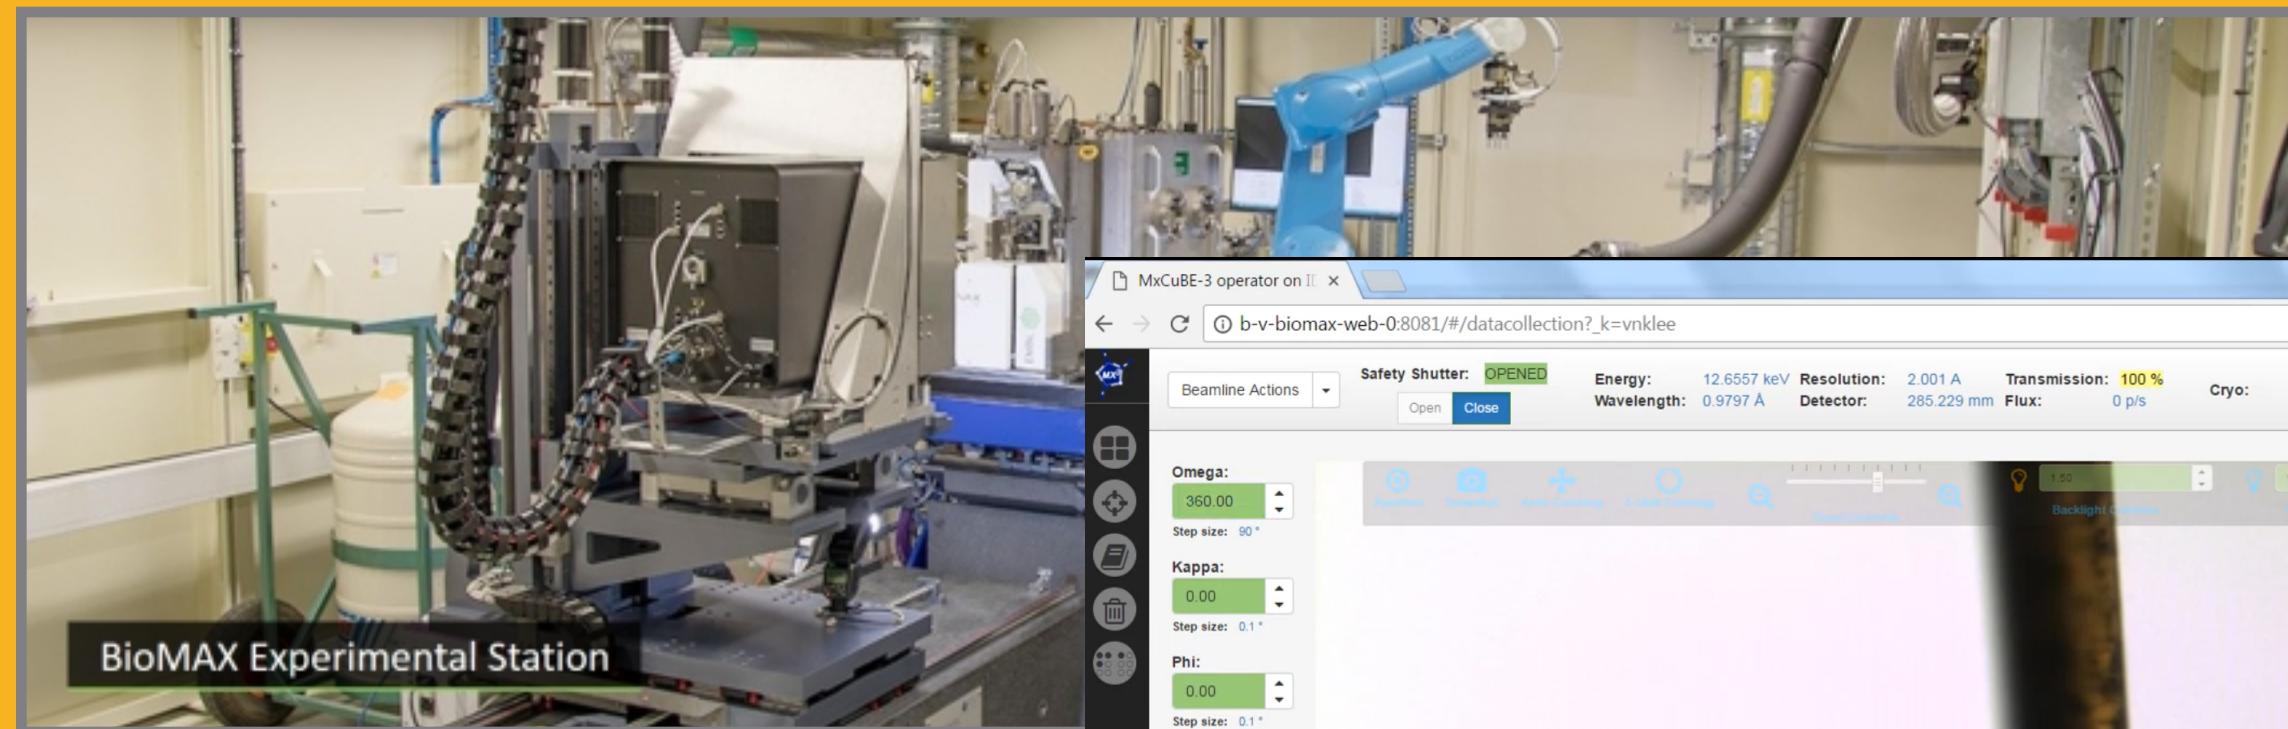 BioMAX Experimental Station
MxCuBE-3 operator on I
b-v-biomax-web-0:8081/#/datacollection?_k=vnklee
Beamline Actions
Safety Shutter: OPENED
Open Close
Energy: 12.6557 keV Resolution: 2.001 A Transmission: 100 %
Wavelength: 0.9797 Å Detector: 285.229 mm Flux: 0 p/s
Cryo:
Omega:
360.00
Step size: 90 °
1.50
Backlight
Kappa:
0.00
Step size: 0.1 °
Phi:
0.00
Step size: 0.1 °